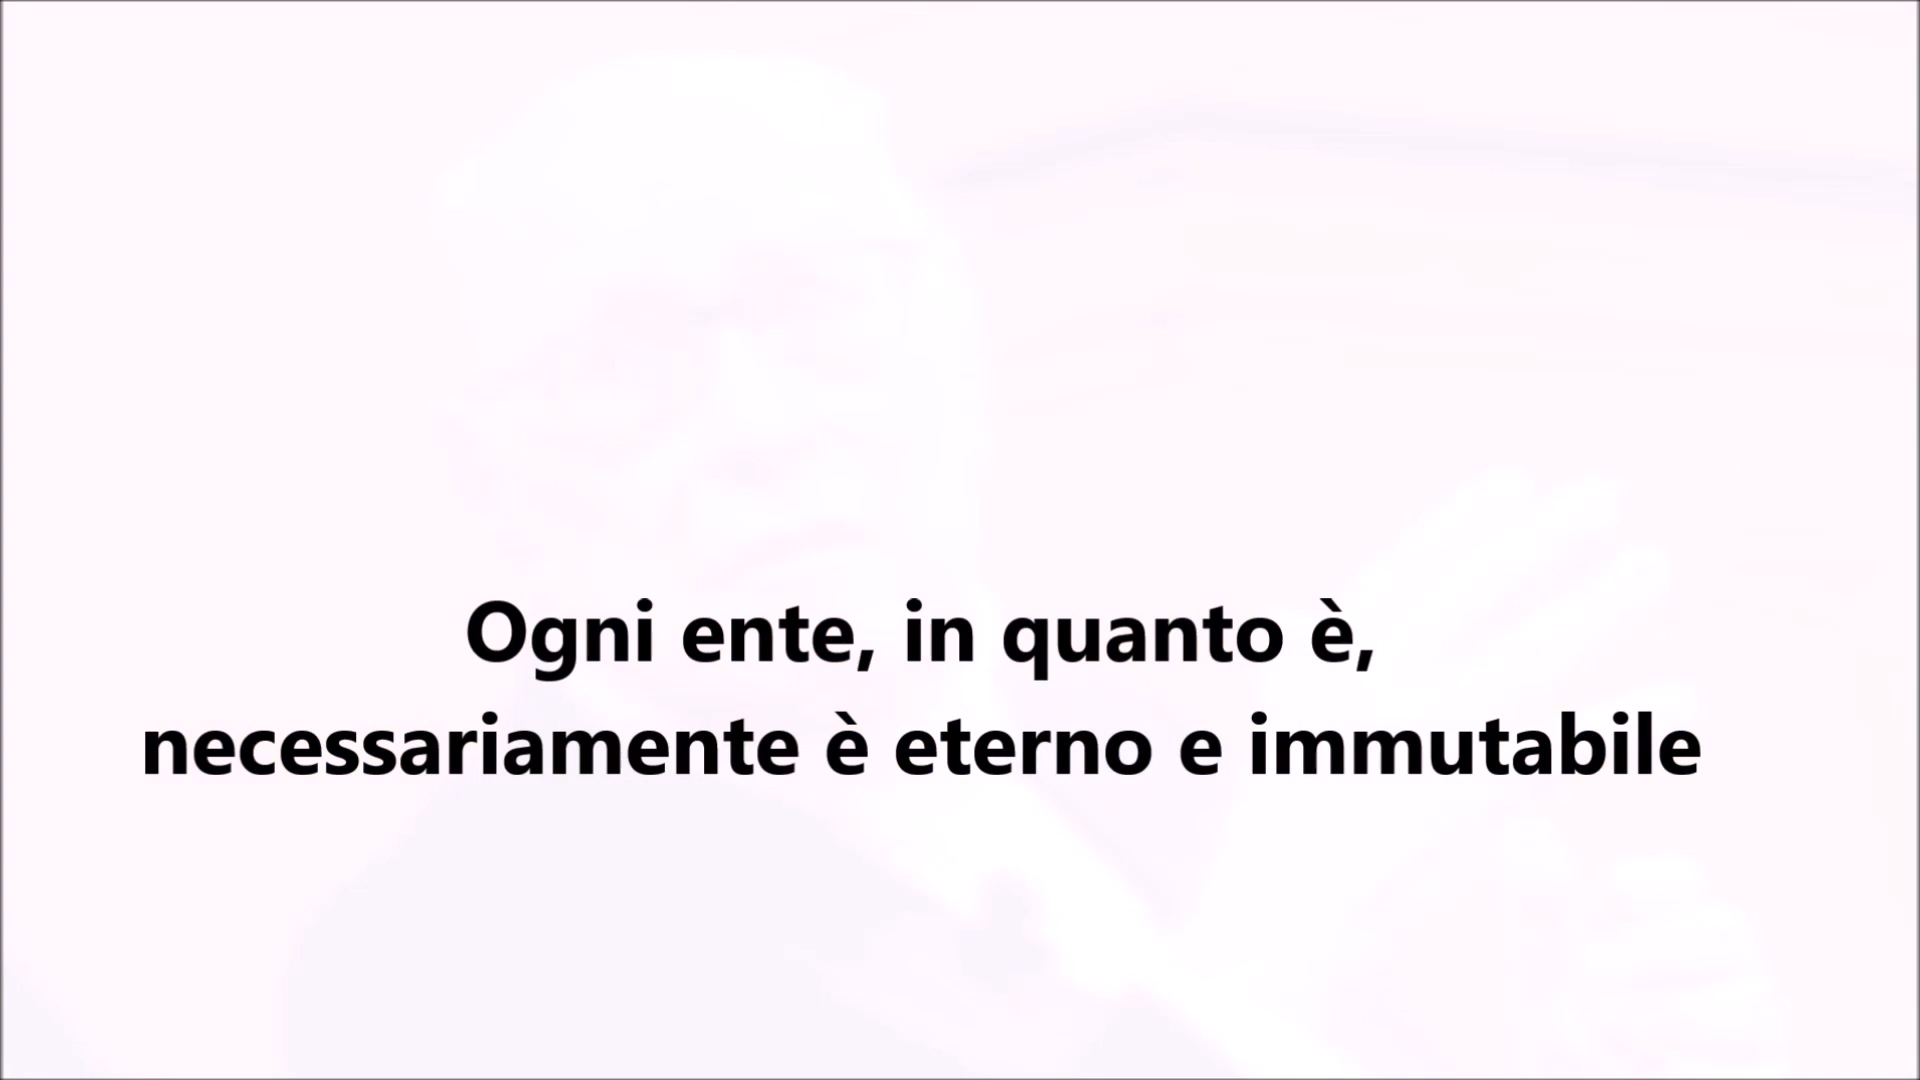 Ogni ente, in quanto è,
necessariamente è eterno e immutabile